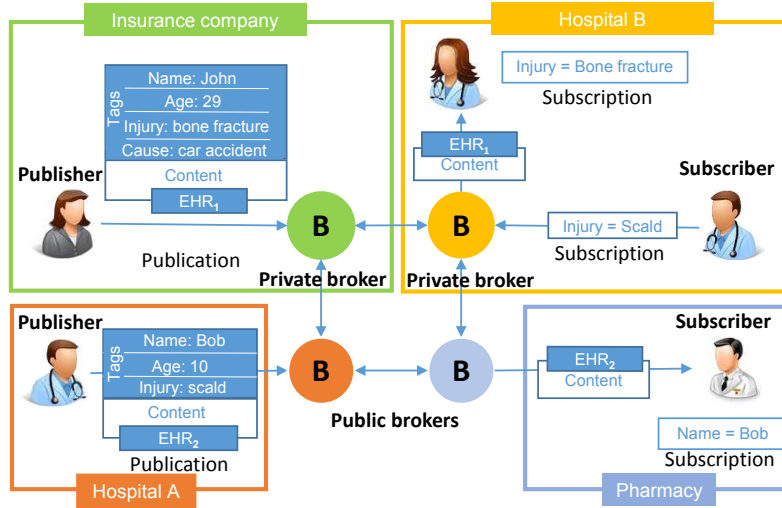 Insurance company
Tags
Name: John
Age: 29
Injury: bone fracture
Cause: car accident
Content
EHR₁
Publisher
Publication
B
Private broker
Hospital B
Injury = Bone fracture
Subscription
EHR₁
Content
Subscriber
Injury = Scald
Subscription
B
Private broker
Publisher
Tags
Name: Bob
Age: 10
Injury: scald
Content
EHR₂
Publication
Hospital A
B
B
Public brokers
EHR₂
Content
Subscriber
Name = Bob
Subscription
Pharmacy